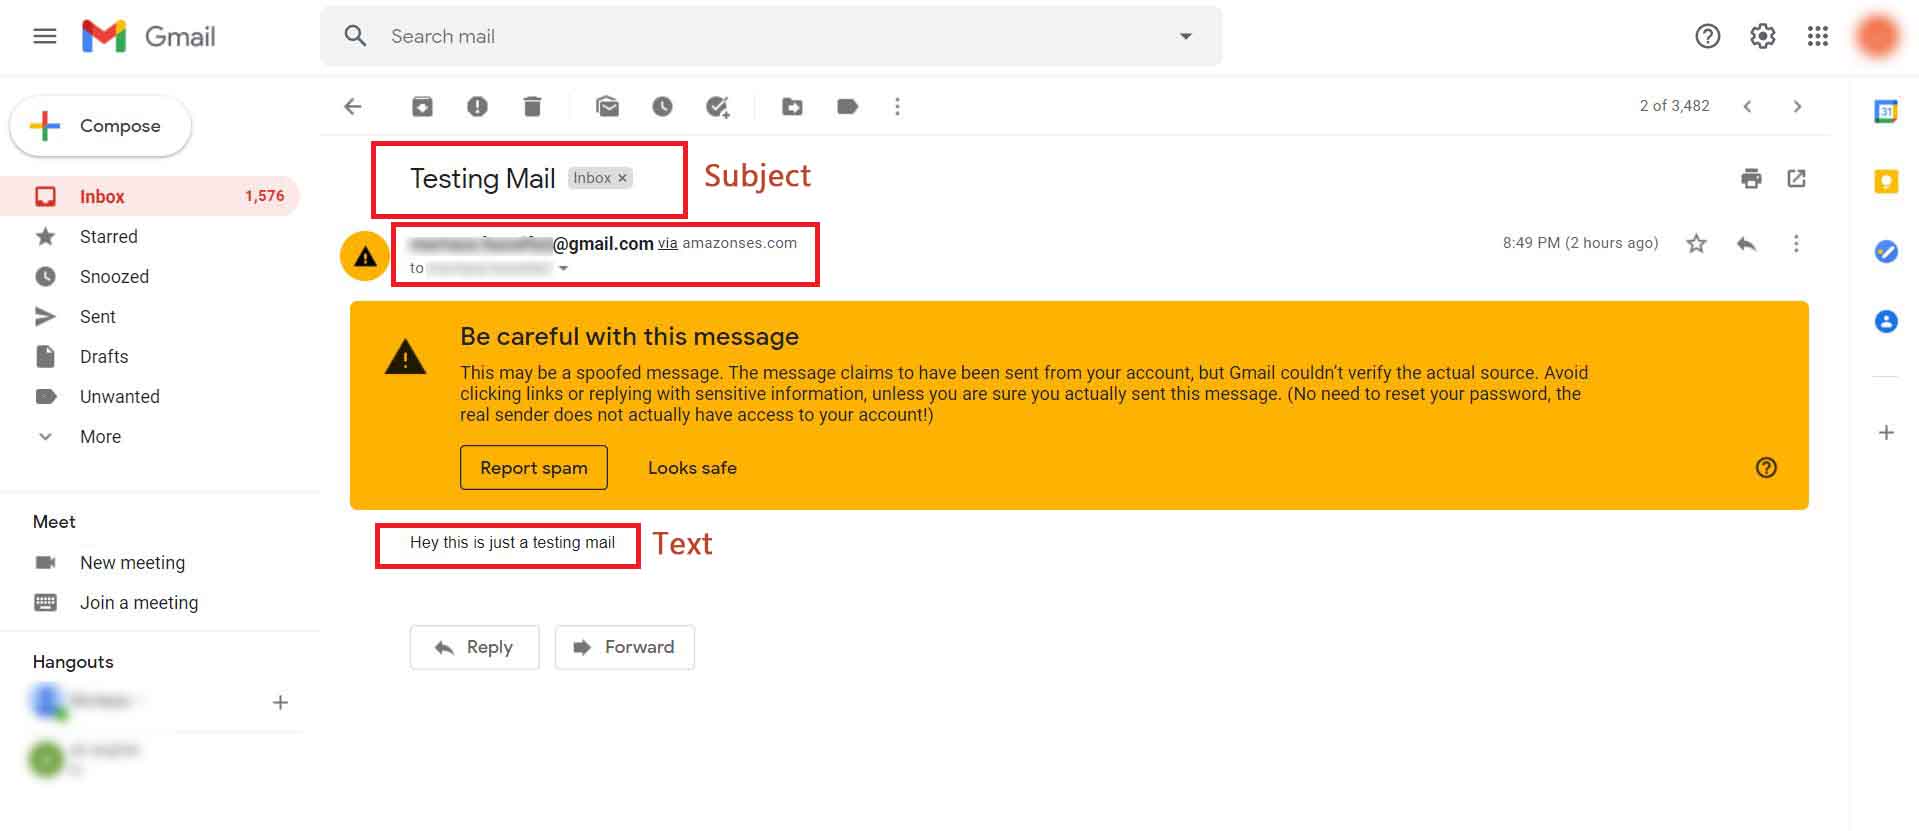 Gmail
Search mail
Compose
2 of 3,482
Inbox 1,576
Starred
Snoozed
Sent
Drafts
Unwanted
More
Meet
New meeting
Join a meeting
Hangouts
Testing Mail Inbox × Subject
@gmail.com via amazonses.com 8:49 PM (2 hours ago)
to
Be careful with this message
This may be a spoofed message. The message claims to have been sent from your account, but Gmail couldn't verify the actual source. Avoid
clicking links or replying with sensitive information, unless you are sure you actually sent this message. (No need to reset your password, the
real sender does not actually have access to your account!)
Report spam Looks safe
Hey this is just a testing mail Text
Reply Forward
31